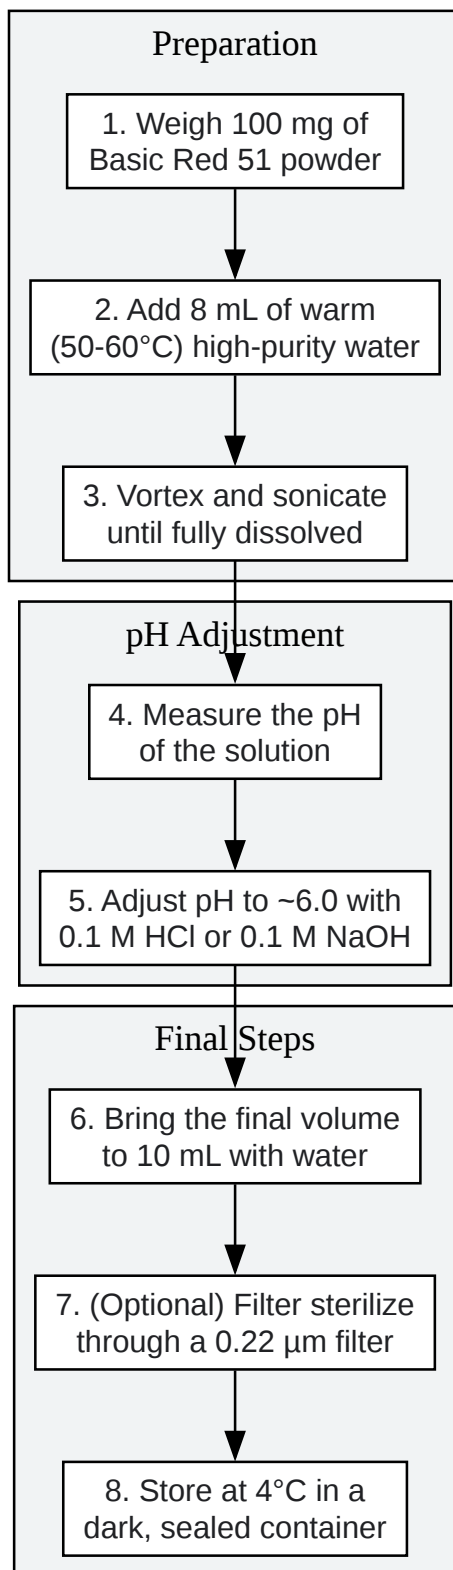 Preparation
1. Weigh 100 mg of
Basic Red 51 powder
2. Add 8 mL of warm
(50-60°C) high-purity water
3. Vortex and sonicate
until fully dissolved
pH Adjustment
4. Measure the pH
of the solution
5. Adjust pH to ~6.0 with
0.1 M HCl or 0.1 M NaOH
Final Steps
6. Bring the final volume
to 10 mL with water
7. (Optional) Filter sterilize
through a 0.22 µm filter
8. Store at 4°C in a
dark, sealed container